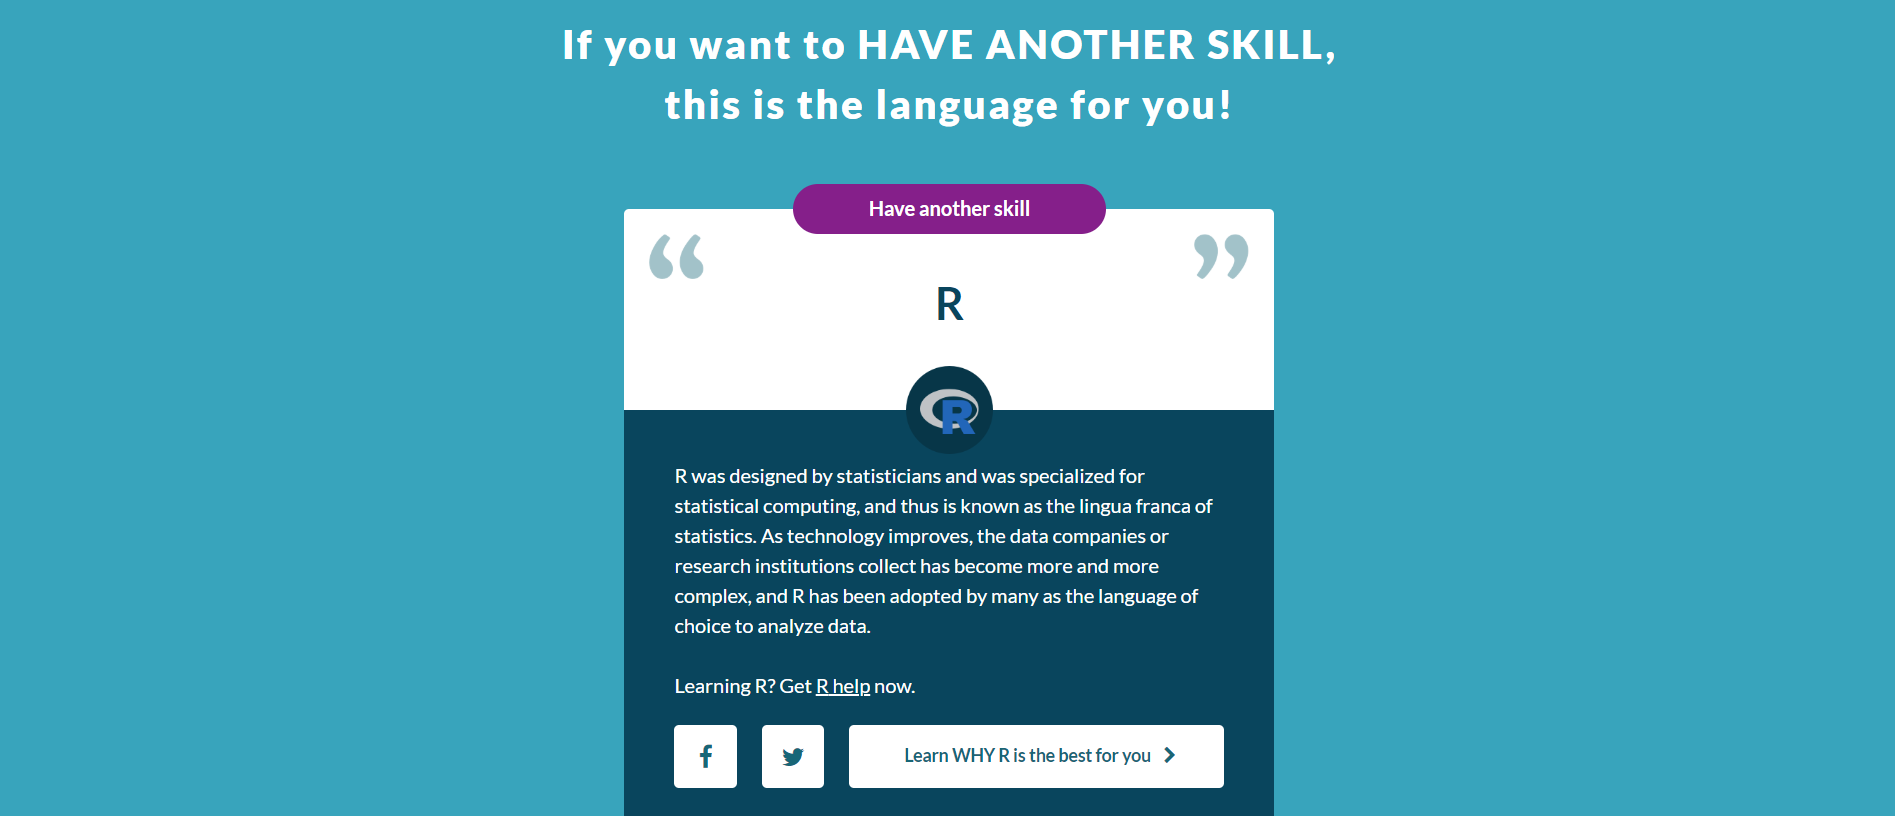 If you want to HAVE ANOTHER SKILL,
this is the language for you!
Have another skill
“ ”
R
R
R was designed by statisticians and was specialized for
statistical computing, and thus is known as the lingua franca of
statistics. As technology improves, the data companies or
research institutions collect has become more and more
complex, and R has been adopted by many as the language of
choice to analyze data.
Learning R? Get R help now.
Learn WHY R is the best for you